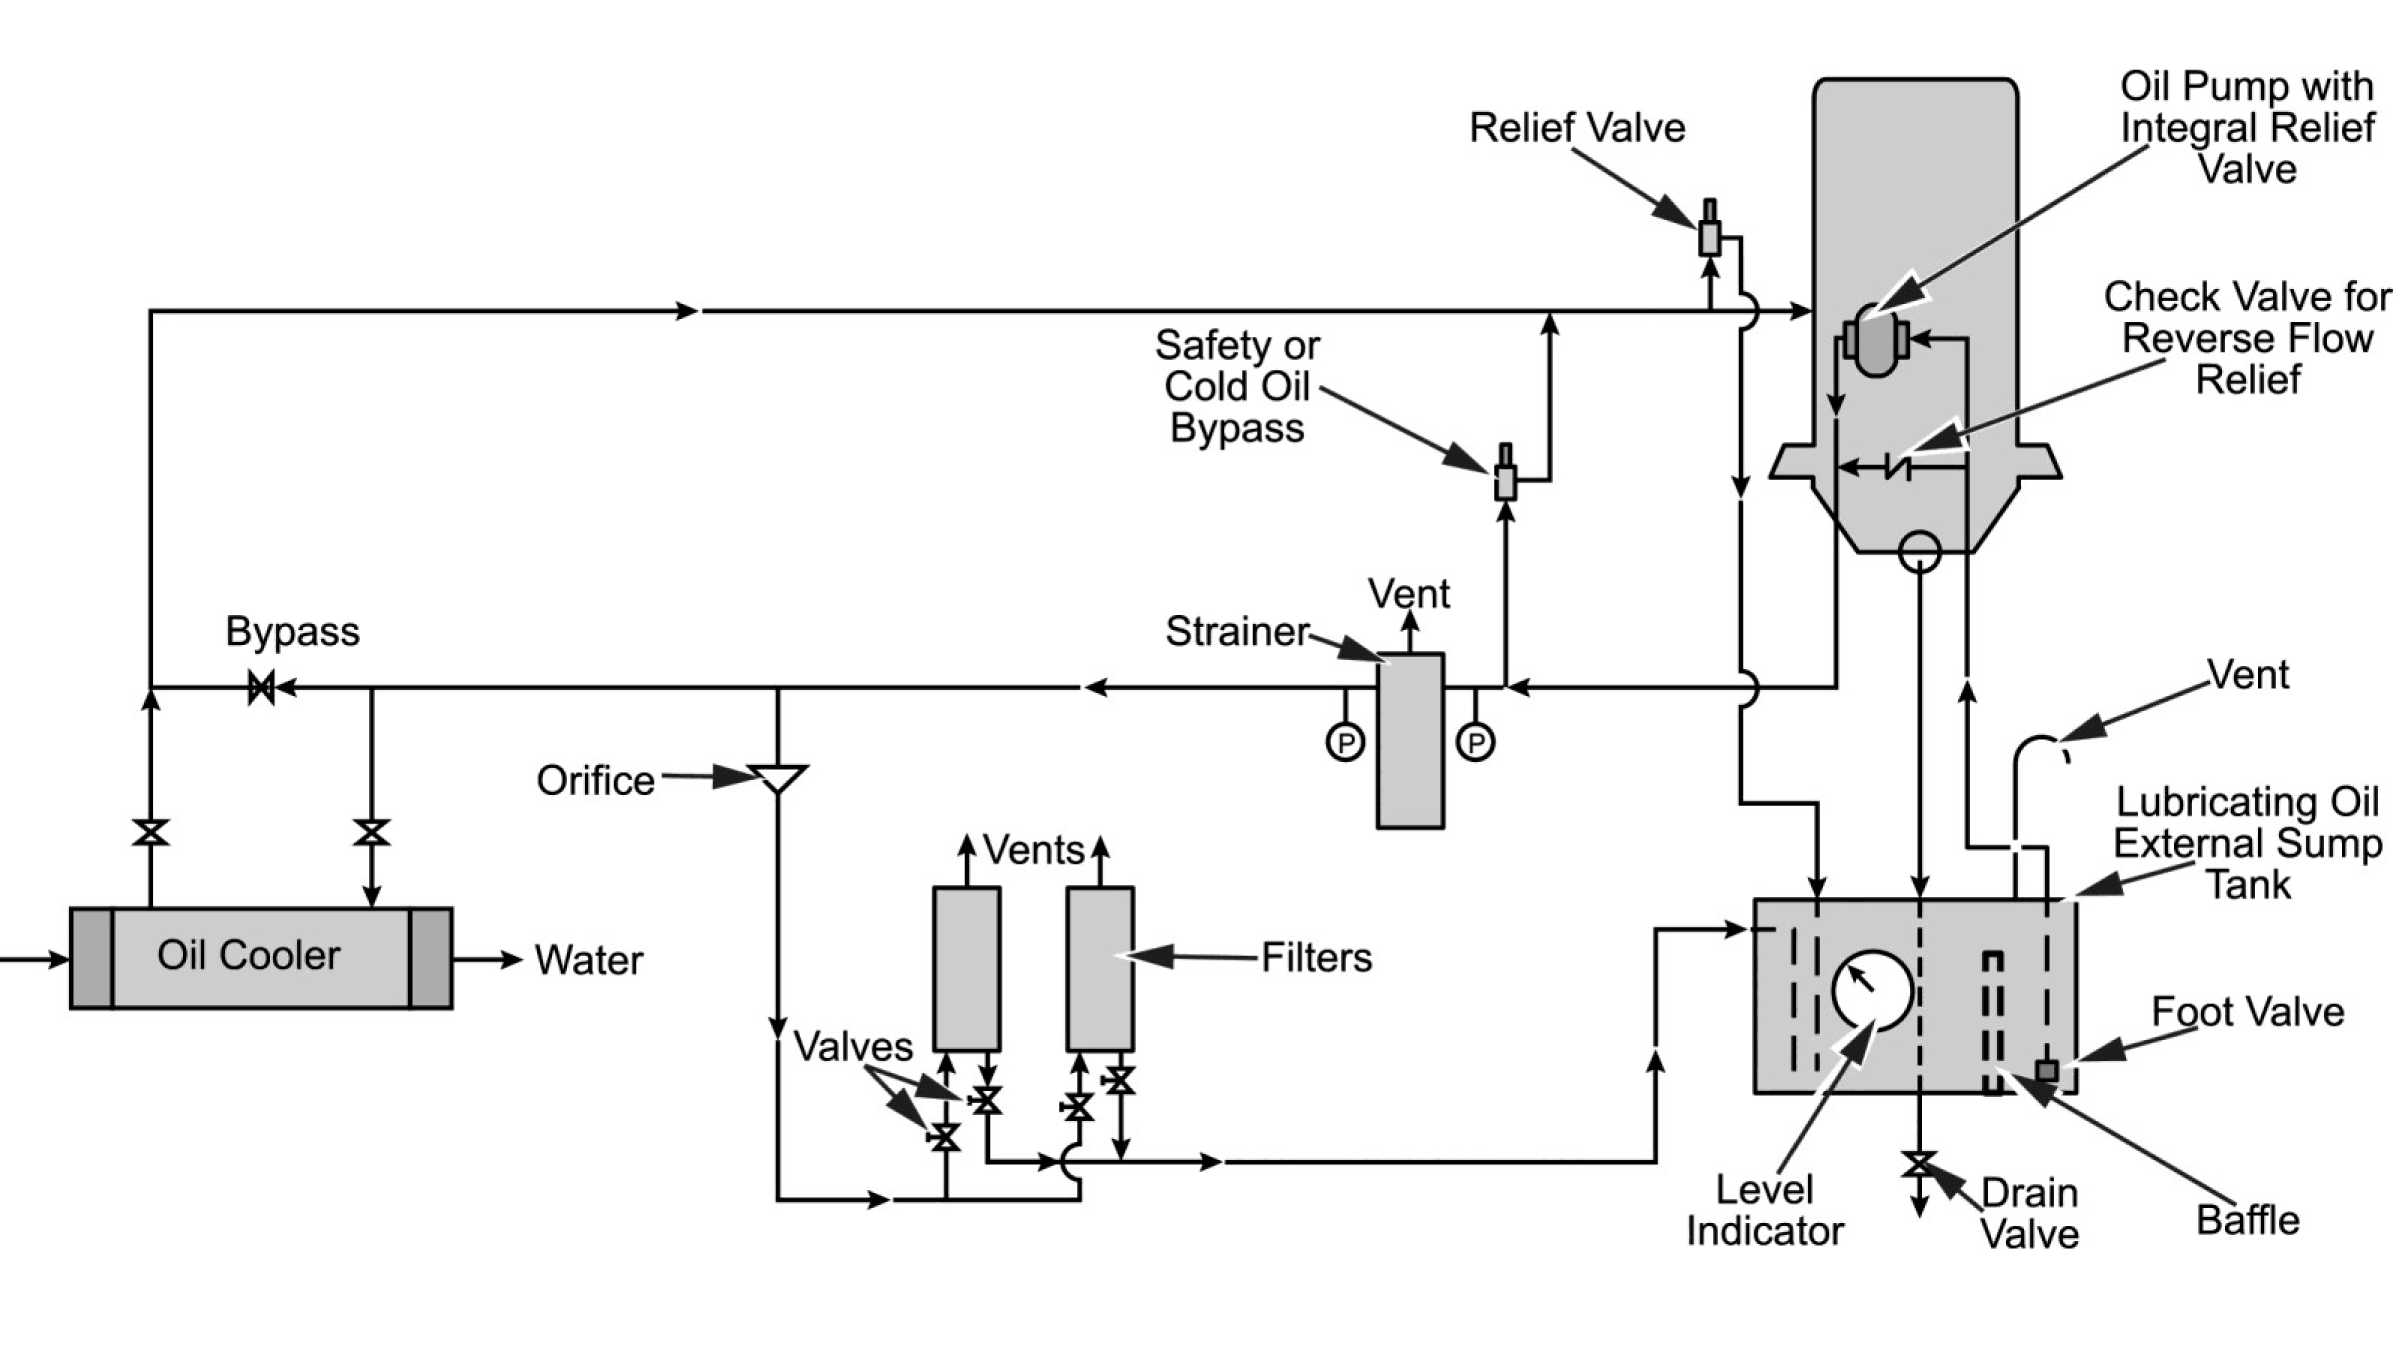 Oil Pump with
Integral Relief
Valve
Relief Valve
Check Valve for
Reverse Flow
Relief
Safety or
Cold Oil
Bypass
Vent
Strainer
Bypass
P
P
Vent
Orifice
Lubricating Oil
External Sump
Tank
Vents
Oil Cooler
Water
Filters
Foot Valve
Valves
Level
Indicator
Drain
Valve
Baffle